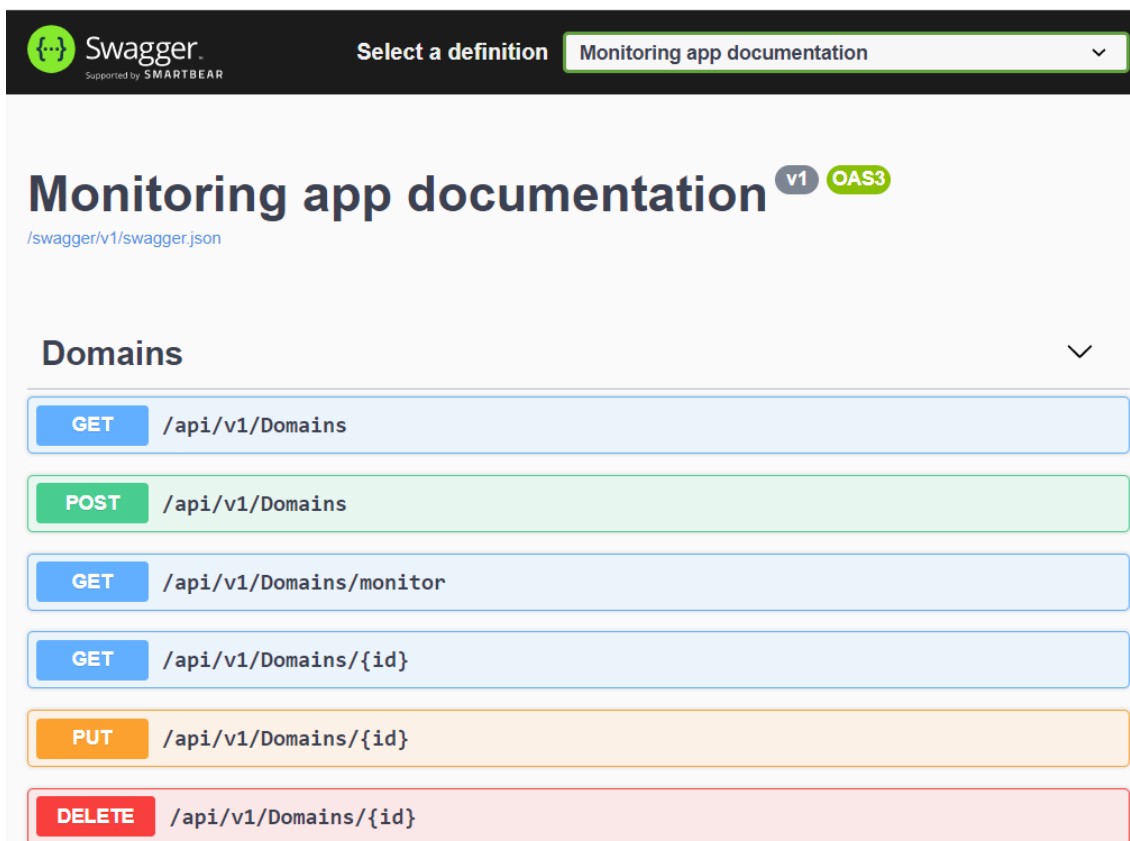 {··} Swagger. Select a definition Monitoring app documentation
Supported by SMARTBEAR
Monitoring app documentation v1 OAS3
/swagger/v1/swagger.json
Domains
GET /api/v1/Domains
POST /api/v1/Domains
GET /api/v1/Domains/monitor
GET /api/v1/Domains/{id}
PUT /api/v1/Domains/{id}
DELETE /api/v1/Domains/{id}